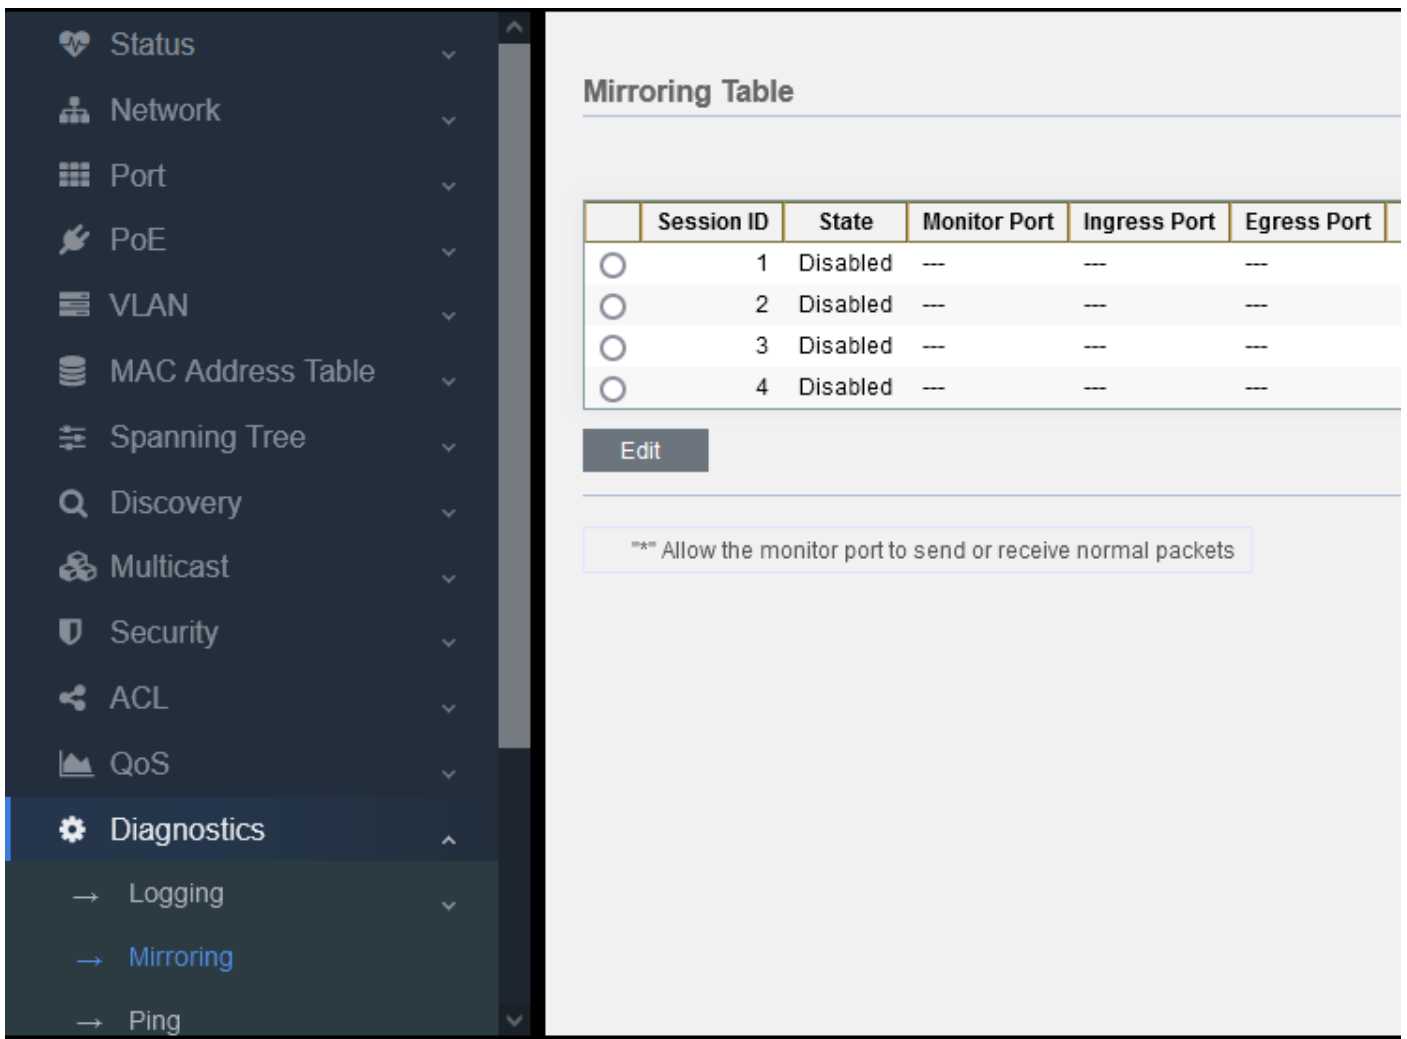 Status
Network
Port
PoE
VLAN
MAC Address Table
Spanning Tree
Discovery
Multicast
Security
ACL
QoS
Diagnostics
→ Logging
→ Mirroring
→ Ping
Mirroring Table
Session ID State Monitor Port Ingress Port Egress Port
1 Disabled --- --- ---
2 Disabled --- --- ---
3 Disabled --- --- ---
4 Disabled --- --- ---
Edit
"*" Allow the monitor port to send or receive normal packets